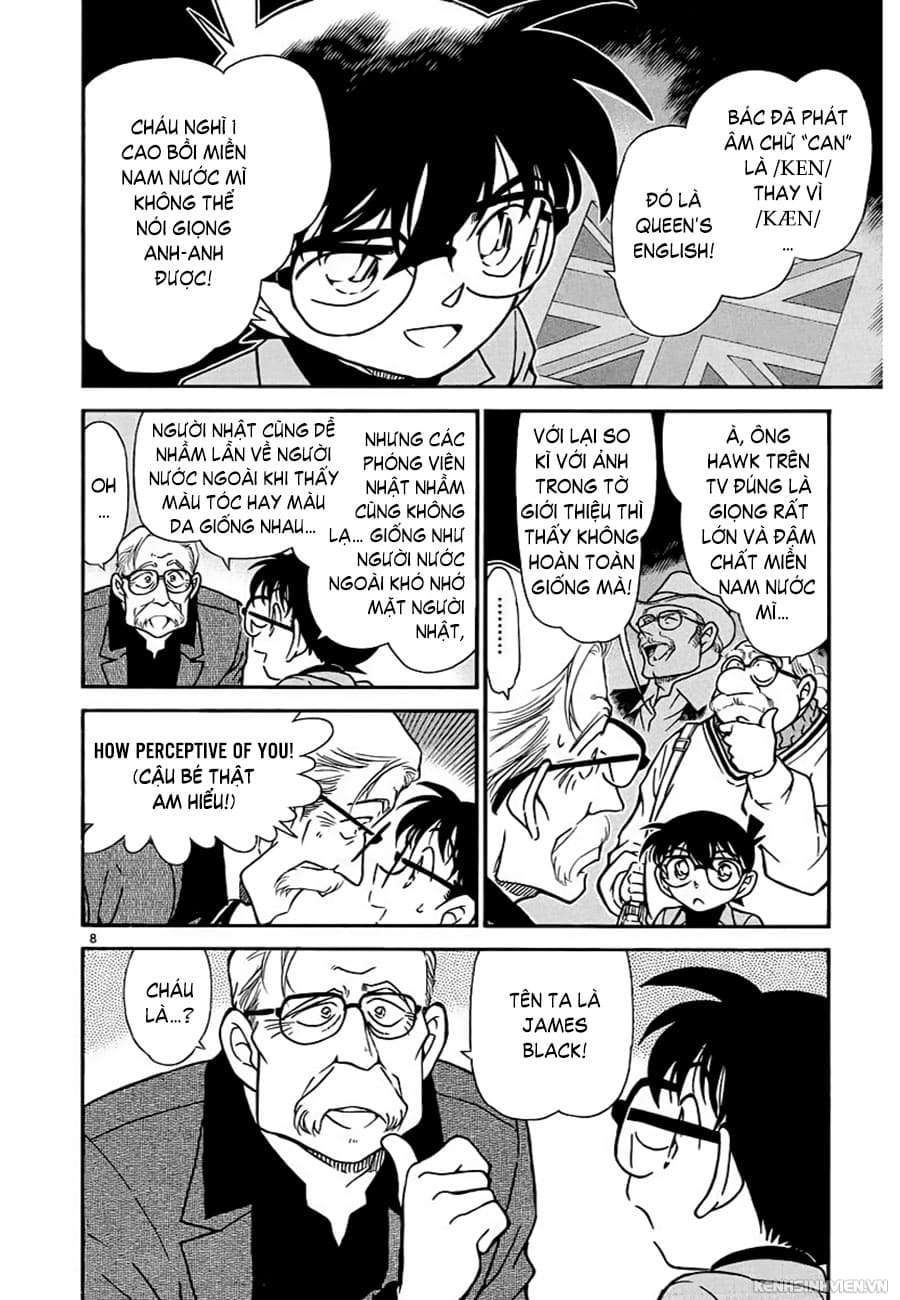 BÁC ĐÃ PHÁT
ÂM CHỮ "CAN"
LÀ /KEN/
THAY VÌ
/KÆN/
...
ĐÓ LÀ
QUEEN'S
ENGLISH!
CHÁU NGHĨ 1
CAO BỒI MIỀN
NAM NƯỚC MĨ
KHÔNG THỂ
NÓI GIỌNG
ANH-ANH
ĐƯỢC!
À, ÔNG
HAWK TRÊN
TV ĐÚNG LÀ
GIỌNG RẤT
LỚN VÀ ĐẬM
CHẤT MIỀN
NAM NƯỚC
MĨ...
VỚI LẠI SO
KĨ VỚI ẢNH
TRONG TỜ
GIỚI THIỆU THÌ
THẤY KHÔNG
HOÀN TOÀN
GIỐNG MÀ!
.........
NHƯNG CÁC
PHÓNG VIÊN
NHẬT NHẦM
CŨNG KHÔNG
LẠ... GIỐNG NHƯ
NGƯỜI NƯỚC
NGOÀI KHÓ NHỚ
MẶT NGƯỜI
NHẬT,
NGƯỜI NHẬT CŨNG DỄ
NHẦM LẪN VỀ NGƯỜI
NƯỚC NGOÀI KHI THẤY
MÀU TÓC HAY MÀU
DA GIỐNG NHAU...
OH
...
HOW PERCEPTIVE OF YOU!
(CẬU BÉ THẬT
AM HIỂU!)
8
TÊN TA LÀ
JAMES
BLACK!
CHÁU
LÀ...?
KENHSINHVIEN.VN